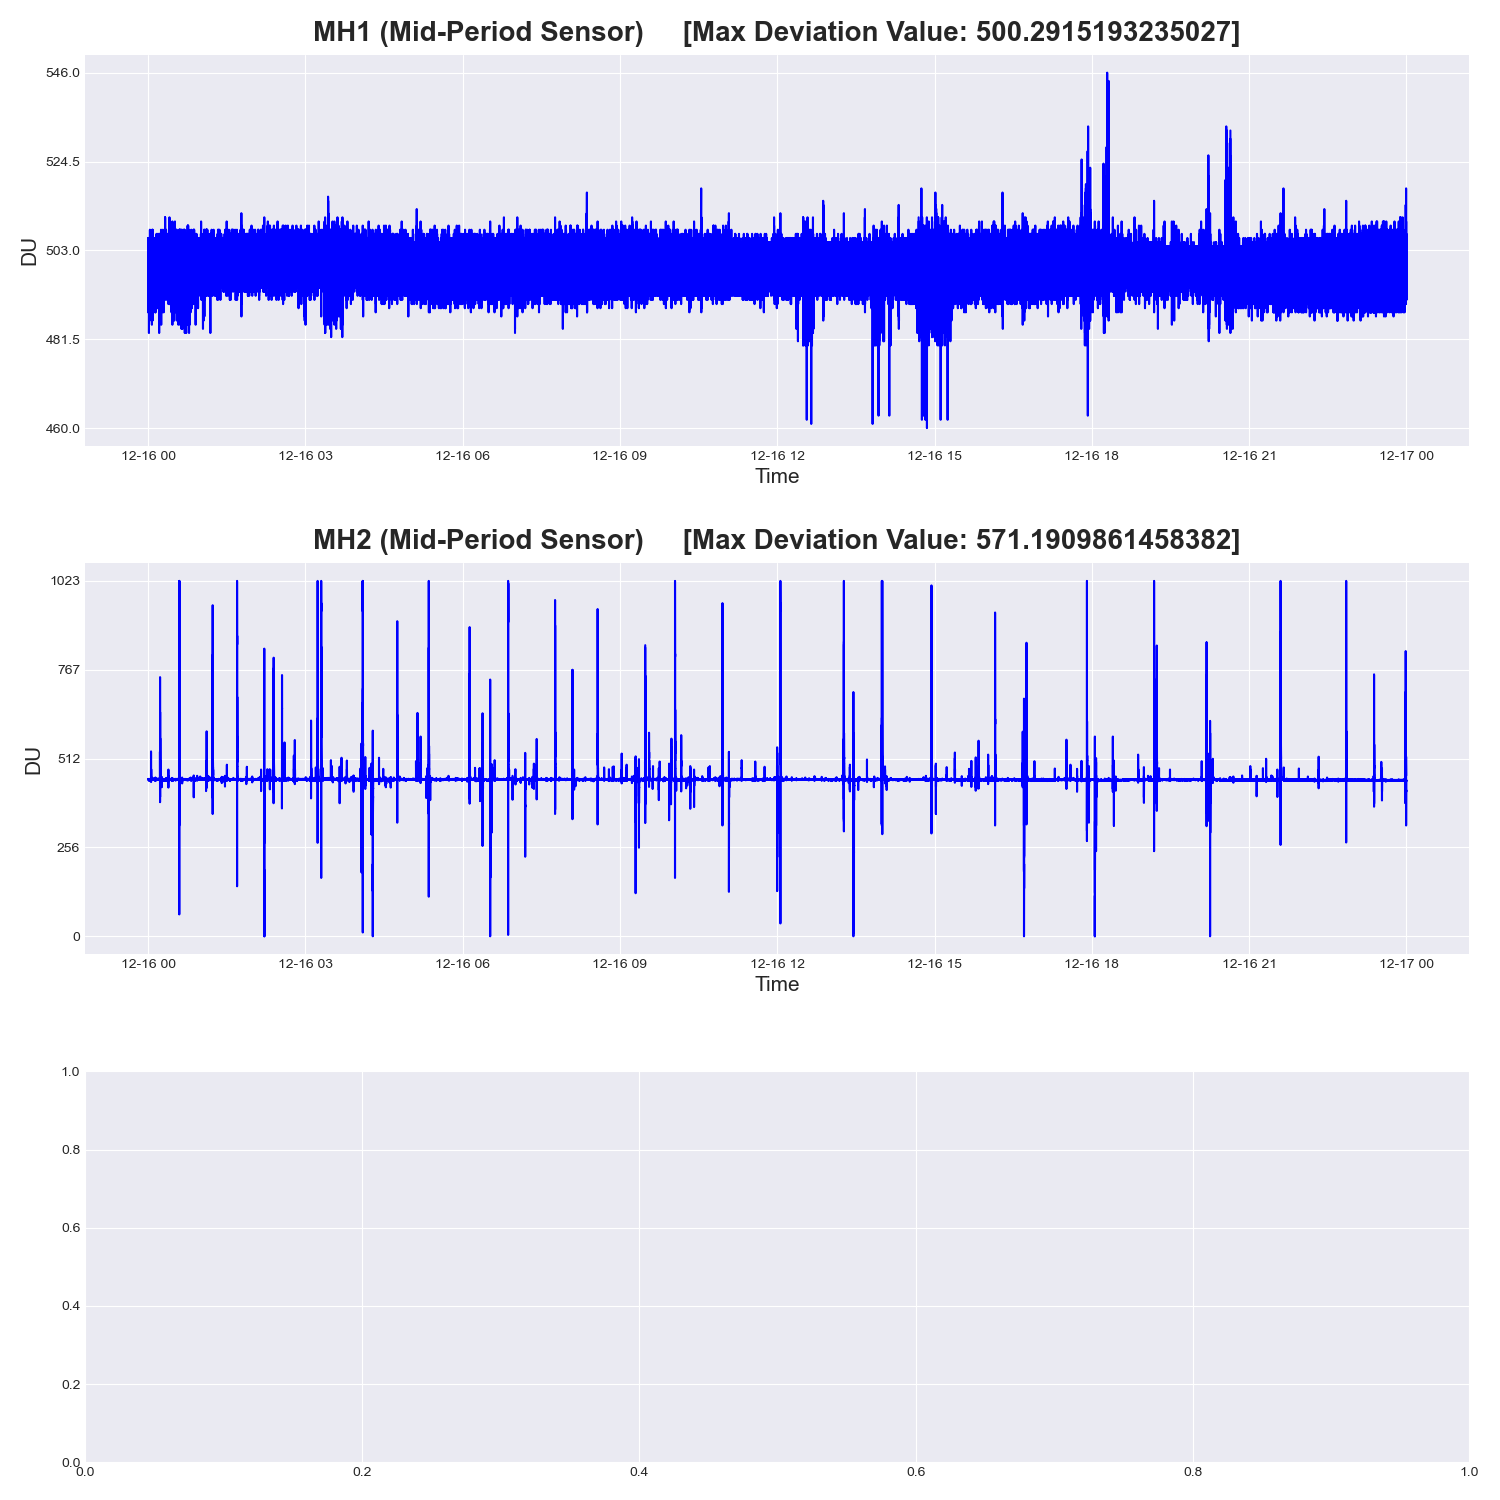 MH1 (Mid-Period Sensor) [Max Deviation Value: 500.2915193235027]
546.0
524.5
503.0
481.5
460.0
DU
12-16 00 12-16 03 12-16 06 12-16 09 12-16 12 12-16 15 12-16 18 12-16 21 12-17 00
Time
MH2 (Mid-Period Sensor) [Max Deviation Value: 571.1909861458382]
1023
767
512
256
0
DU
12-16 00 12-16 03 12-16 06 12-16 09 12-16 12 12-16 15 12-16 18 12-16 21 12-17 00
Time
1.0
0.8
0.6
0.4
0.2
0.0
0.0 0.2 0.4 0.6 0.8 1.0